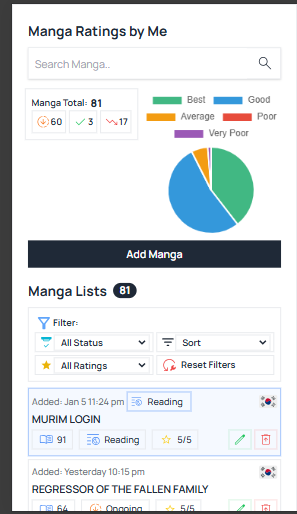 Manga Ratings by Me
Search Manga..
Manga Total: 81
60 3 17
Best Good
Average Poor
Very Poor
Add Manga
Manga Lists 81
Filter:
All Status Sort
All Ratings Reset Filters
Added: Jan 5 11:24 pm Reading
MURIM LOGIN
91 Reading 5/5
Added: Yesterday 10:15 pm
REGRESSOR OF THE FALLEN FAMILY
64 Ongoing 5/5